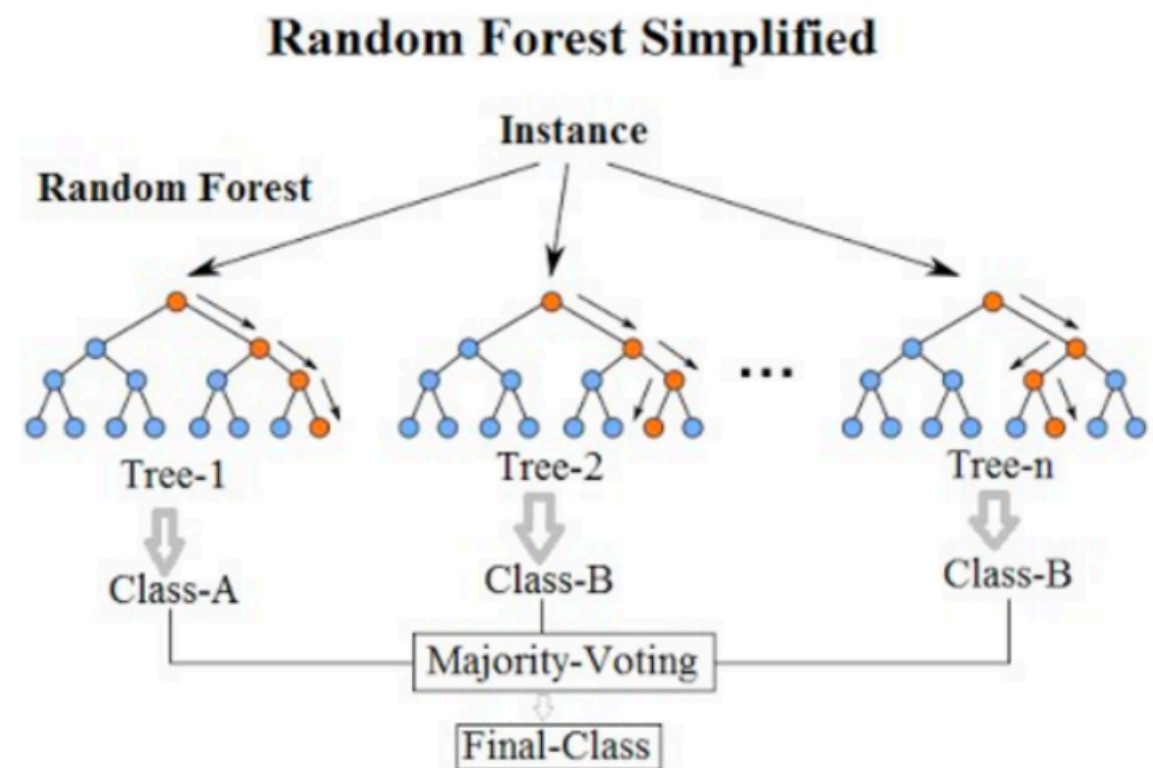 Random Forest Simplified
Instance
Random Forest
...
Tree-1
Tree-2
Tree-n
Class-A
Class-B
Class-B
Majority-Voting
Final-Class